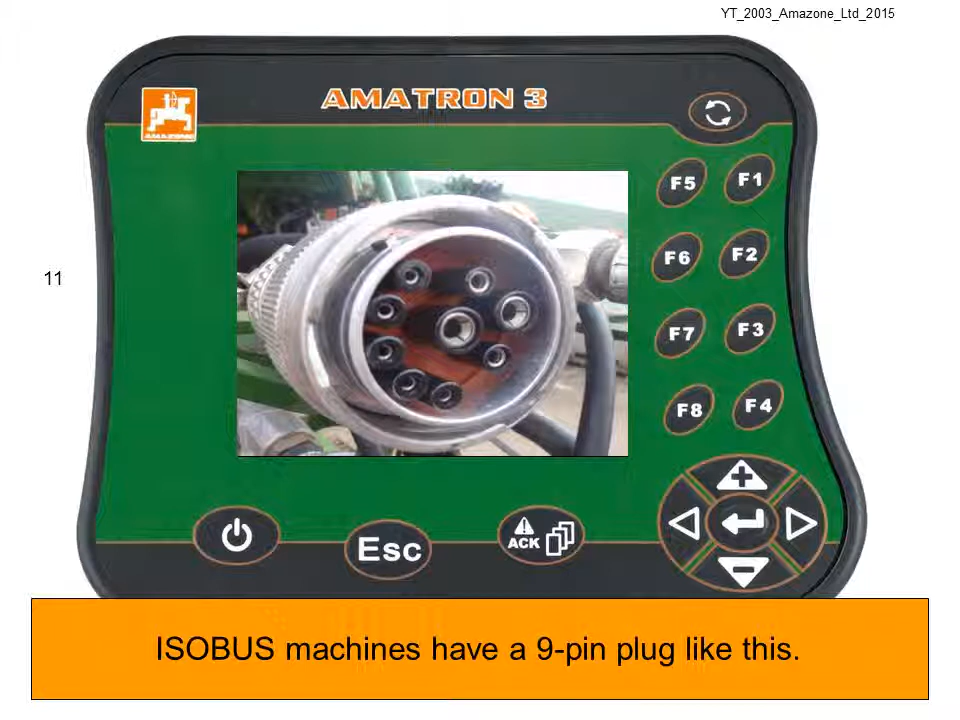 YT_2003_Amazone_Ltd_2015
AMATRON 3
AMAZONE
F5
F1
11
F6
F2
F7
F3
F8
F4
Esc
ACK
ISOBUS machines have a 9-pin plug like this.